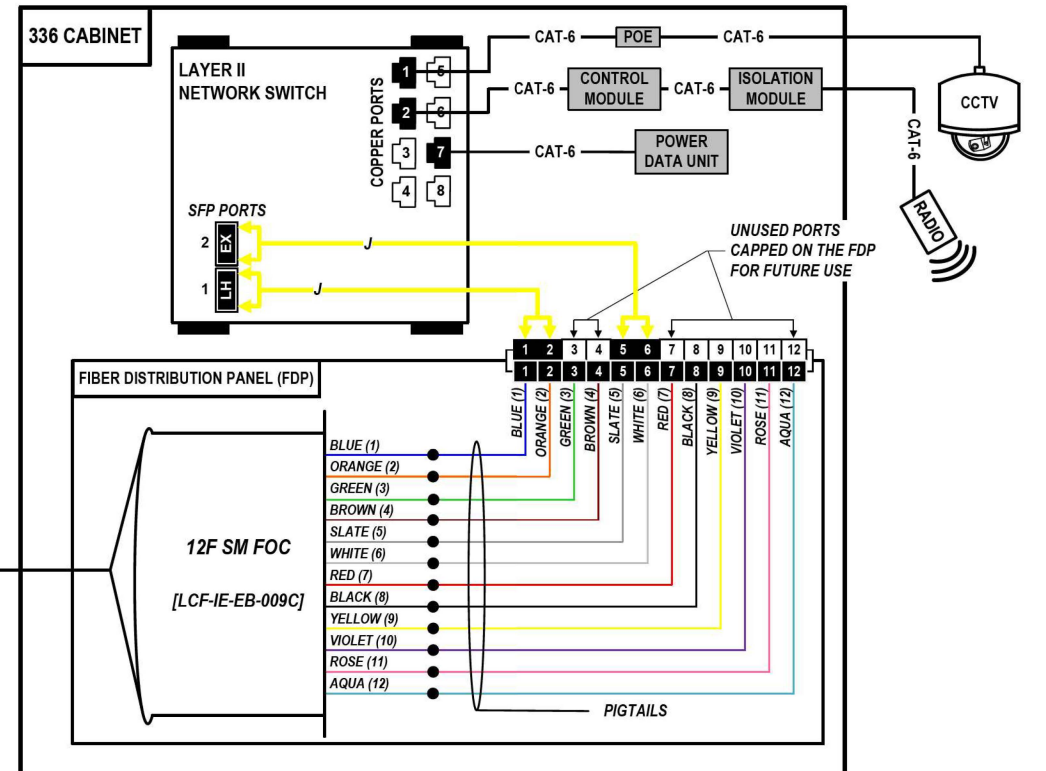 336 CABINET
LAYER II
NETWORK SWITCH
COPPER PORTS
1
5
2
6
3
7
4
8
CAT-6
POE
CAT-6
CAT-6
CONTROL
MODULE
CAT-6
ISOLATION
MODULE
CAT-6
POWER
DATA UNIT
CCTV
CAT-6
RADIO
SFP PORTS
2
EX
J
1
LH
J
UNUSED PORTS
CAPPED ON THE FDP
FOR FUTURE USE
1 2 3 4 5 6 7 8 9 10 11 12
1 2 3 4 5 6 7 8 9 10 11 12
FIBER DISTRIBUTION PANEL (FDP)
BLUE (1)
ORANGE (2)
GREEN (3)
BROWN (4)
SLATE (5)
WHITE (6)
RED (7)
BLACK (8)
YELLOW (9)
VIOLET (10)
ROSE (11)
AQUA (12)
12F SM FOC
[LCF-IE-EB-009C]
BLUE (1)
ORANGE (2)
GREEN (3)
BROWN (4)
SLATE (5)
WHITE (6)
RED (7)
BLACK (8)
YELLOW (9)
VIOLET (10)
ROSE (11)
AQUA (12)
PIGTAILS